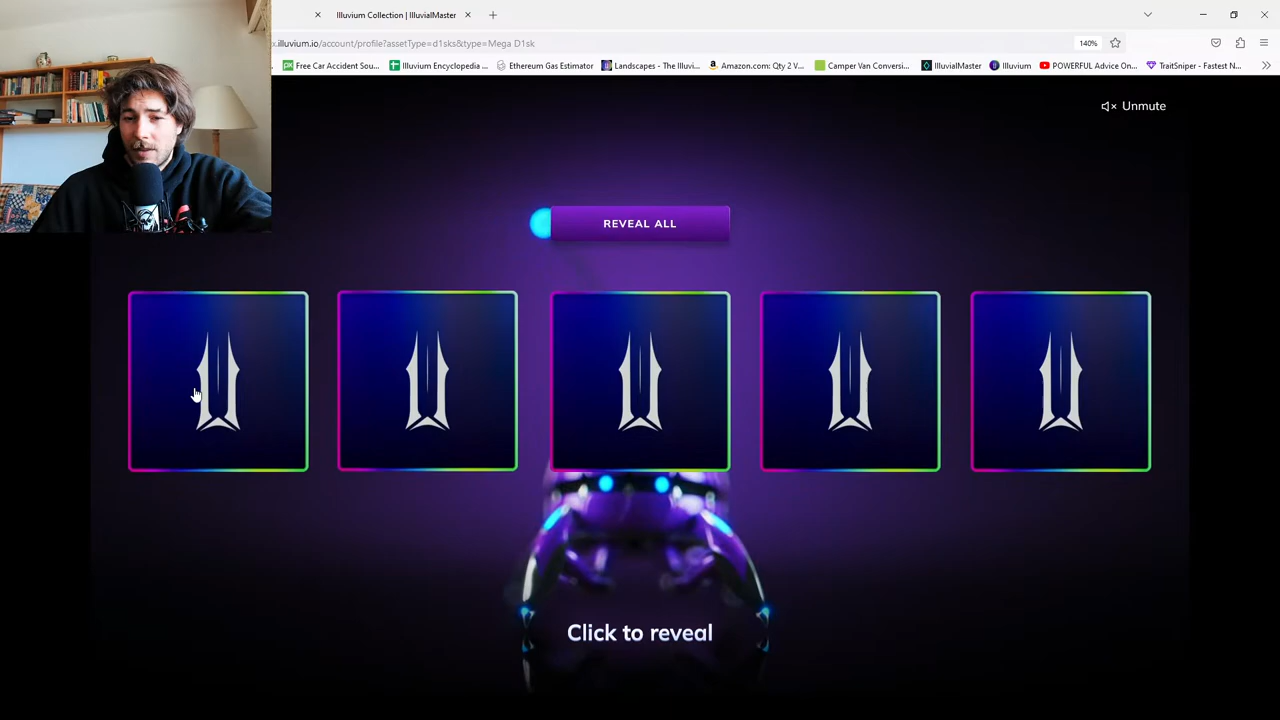 Illuvium Collection | IlluvialMaster
.illuvium.io/account/profile?assetType=d1sks&type=Mega D1sk
140%
Free Car Accident Sou...
Illuvium Encyclopedia ...
Ethereum Gas Estimator
Landscapes - The Illuvi...
Amazon.com: Qty 2 V...
Camper Van Conversi...
IlluvialMaster
Illuvium
POWERFUL Advice On...
TraitSniper - Fastest N...
Unmute
REVEAL ALL
Click to reveal